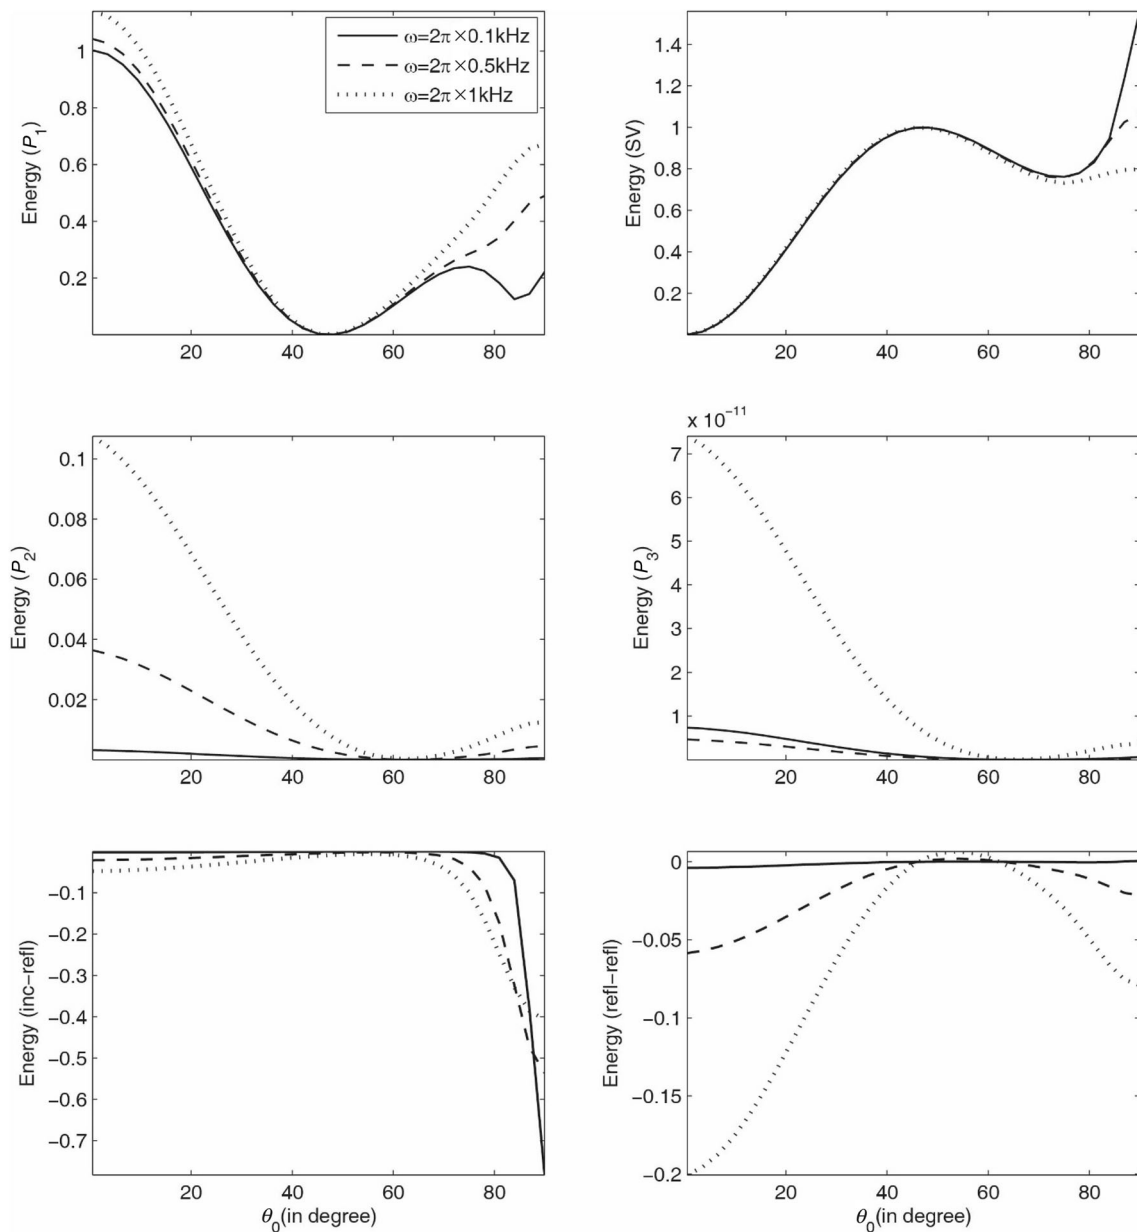 ω=2π×0.1kHz
ω=2π×0.5kHz
ω=2π×1kHz
Energy (P₁)
1
0.8
0.6
0.4
0.2
20 40 60 80
Energy (SV)
1.4
1.2
1
0.8
0.6
0.4
0.2
20 40 60 80
Energy (P₂)
0.1
0.08
0.06
0.04
0.02
20 40 60 80
x 10⁻¹¹
Energy (P₃)
7
6
5
4
3
2
1
20 40 60 80
Energy (inc−refl)
−0.1
−0.2
−0.3
−0.4
−0.5
−0.6
−0.7
20 40 60 80
θ₀(in degree)
Energy (refl−refl)
0
−0.05
−0.1
−0.15
−0.2
20 40 60 80
θ₀(in degree)